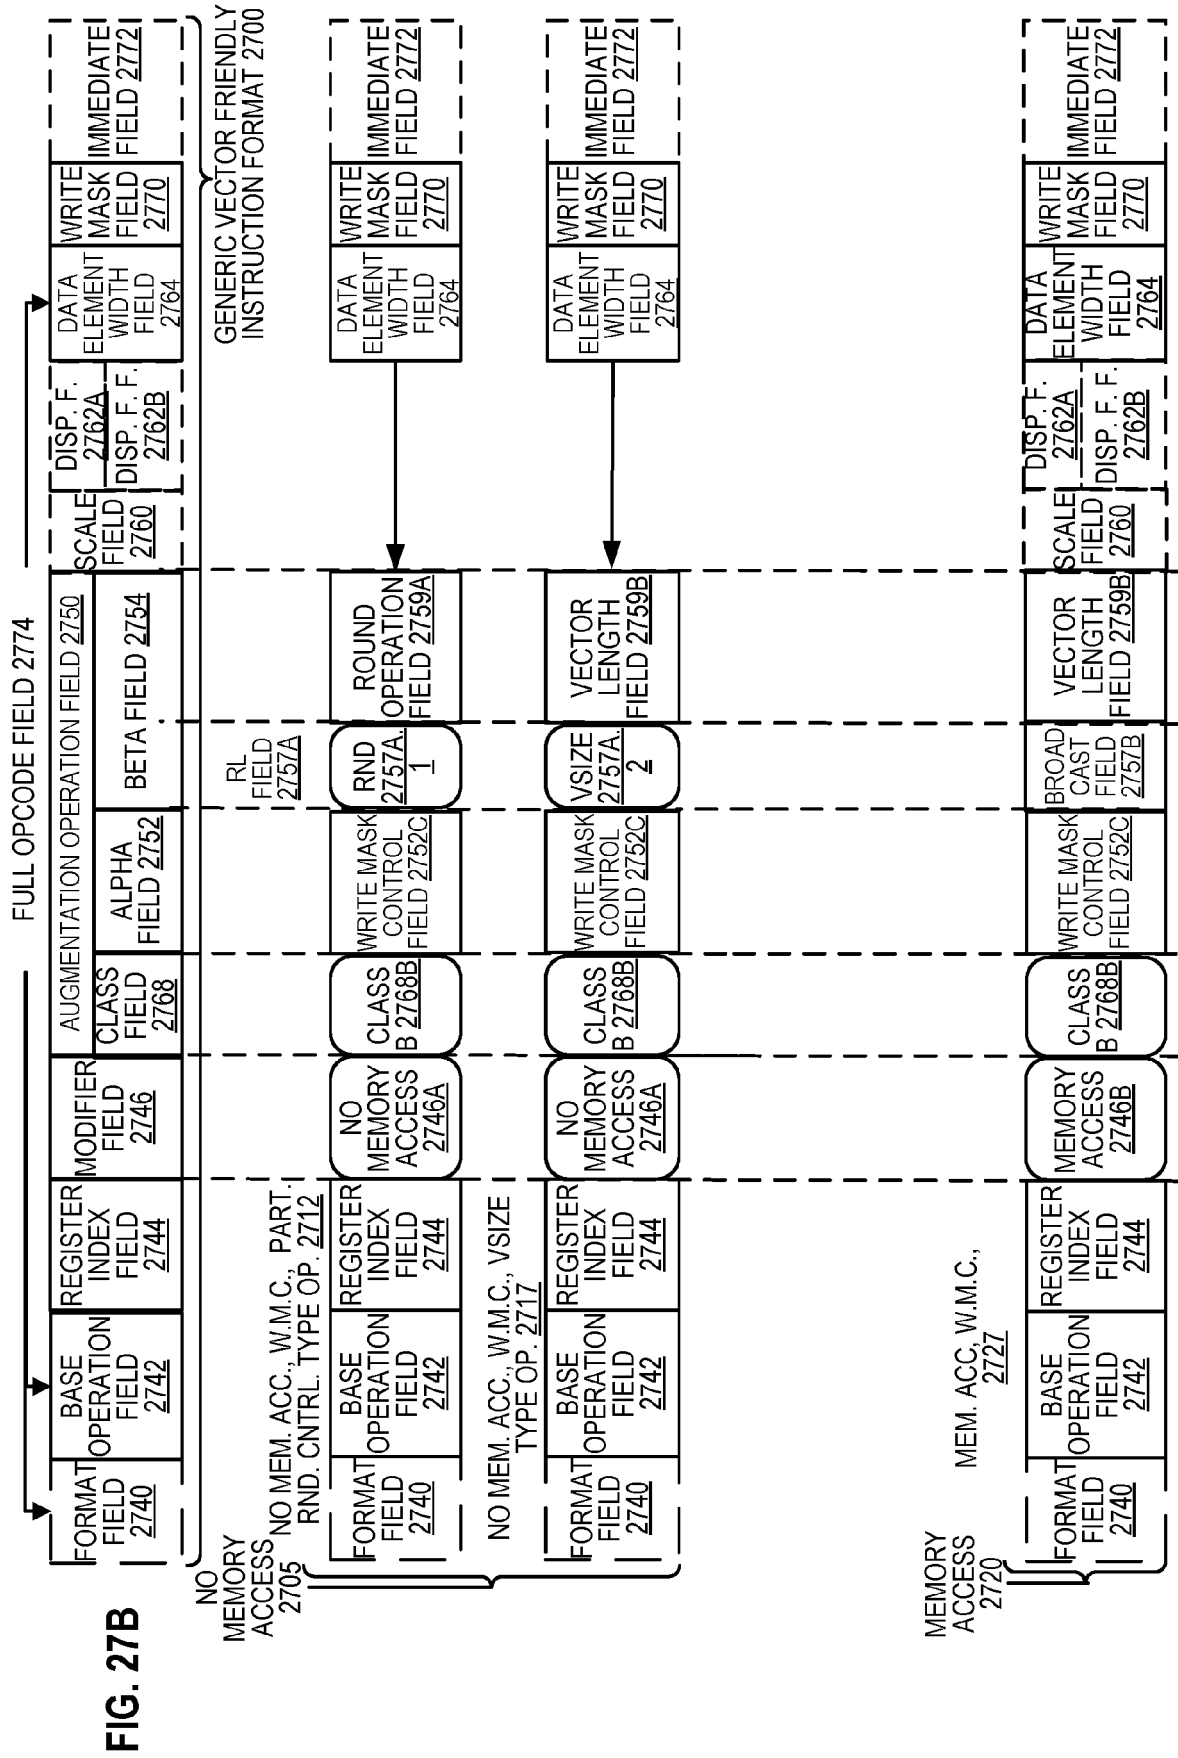 FIG. 27B
FULL OPCODE FIELD 2774
FORMAT
FIELD
2740
BASE
OPERATION
FIELD
2742
REGISTER
INDEX
FIELD
2744
MODIFIER
FIELD
2746
AUGMENTATION OPERATION FIELD 2750
CLASS
FIELD
2768
ALPHA
FIELD 2752
BETA FIELD 2754
SCALE
FIELD
2760
DISP. F.
2762A
DISP. F. F.
2762B
DATA
ELEMENT
WIDTH
FIELD
2764
WRITE
MASK
FIELD
2770
IMMEDIATE
FIELD 2772
GENERIC VECTOR FRIENDLY
INSTRUCTION FORMAT 2700
NO
MEMORY
ACCESS
2705
NO MEM. ACC., W.M.C., PART.
RND. CNTRL. TYPE OP. 2712
RL
FIELD
2757A
FORMAT
FIELD
2740
BASE
OPERATION
FIELD
2742
REGISTER
INDEX
FIELD
2744
NO
MEMORY
ACCESS
2746A
CLASS
B 2768B
WRITE MASK
CONTROL
FIELD 2752C
RND
2757A.
1
ROUND
OPERATION
FIELD 2759A
DATA
ELEMENT
WIDTH
FIELD
2764
WRITE
MASK
FIELD
2770
IMMEDIATE
FIELD 2772
NO MEM. ACC., W.M.C., VSIZE
TYPE OP. 2717
FORMAT
FIELD
2740
BASE
OPERATION
FIELD
2742
REGISTER
INDEX
FIELD
2744
NO
MEMORY
ACCESS
2746A
CLASS
B 2768B
WRITE MASK
CONTROL
FIELD 2752C
VSIZE
2757A.
2
VECTOR
LENGTH
FIELD 2759B
DATA
ELEMENT
WIDTH
FIELD
2764
WRITE
MASK
FIELD
2770
IMMEDIATE
FIELD 2772
MEMORY
ACCESS
2720
MEM. ACC, W.M.C.,
2727
FORMAT
FIELD
2740
BASE
OPERATION
FIELD
2742
REGISTER
INDEX
FIELD
2744
MEMORY
ACCESS
2746B
CLASS
B 2768B
WRITE MASK
CONTROL
FIELD 2752C
BROAD
CAST
FIELD
2757B
VECTOR
LENGTH
FIELD 2759B
SCALE
FIELD
2760
DISP. F.
2762A
DISP. F. F.
2762B
DATA
ELEMENT
WIDTH
FIELD
2764
WRITE
MASK
FIELD
2770
IMMEDIATE
FIELD 2772